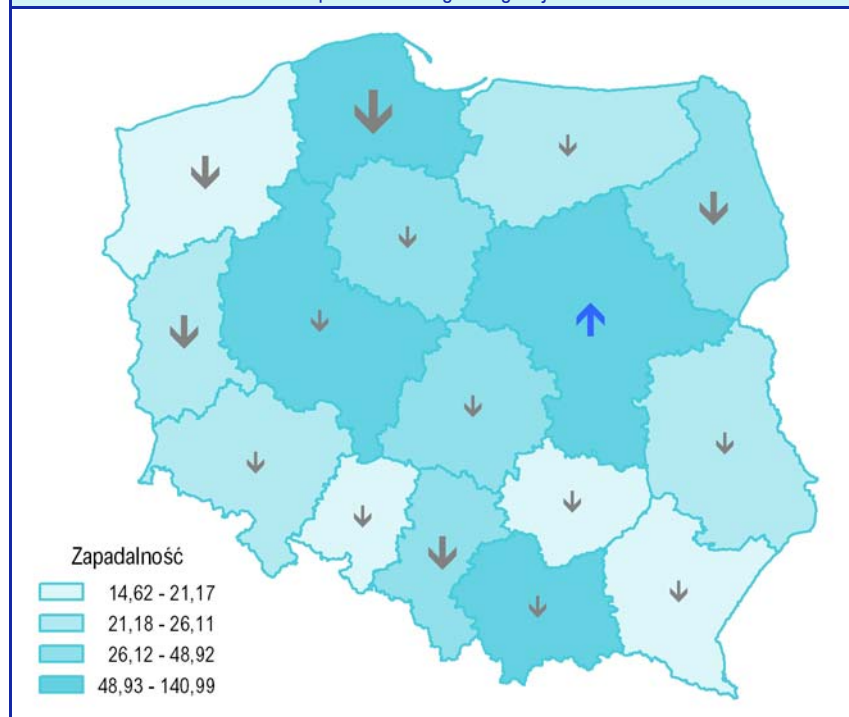 Zapadalność
14,62 - 21,17
21,18 - 26,11
26,12 - 48,92
48,93 - 140,99